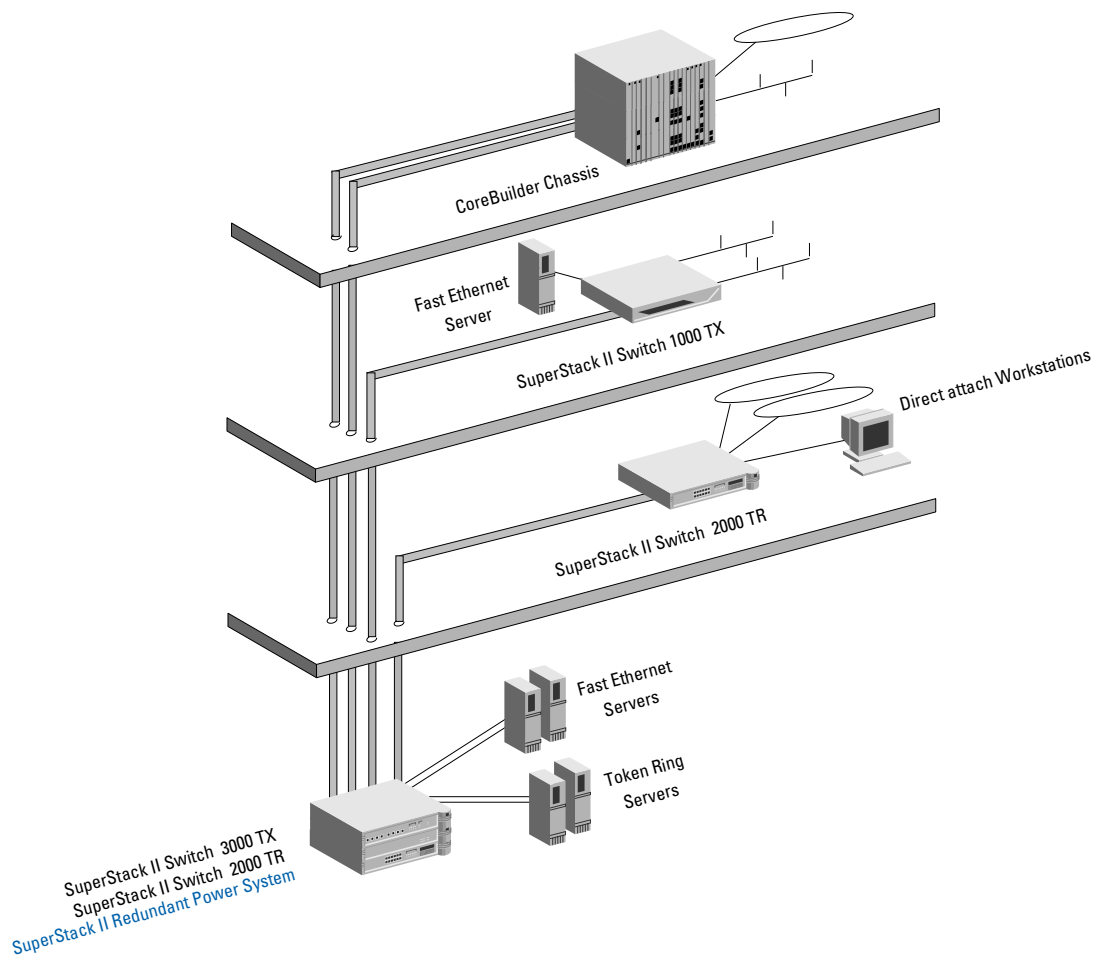 CoreBuilder Chassis
Fast Ethernet
Server
SuperStack II Switch 1000 TX
Direct attach Workstations
SuperStack II Switch 2000 TR
Fast Ethernet
Servers
Token Ring
Servers
SuperStack II Switch 3000 TX
SuperStack II Switch 2000 TR
SuperStack II Redundant Power System